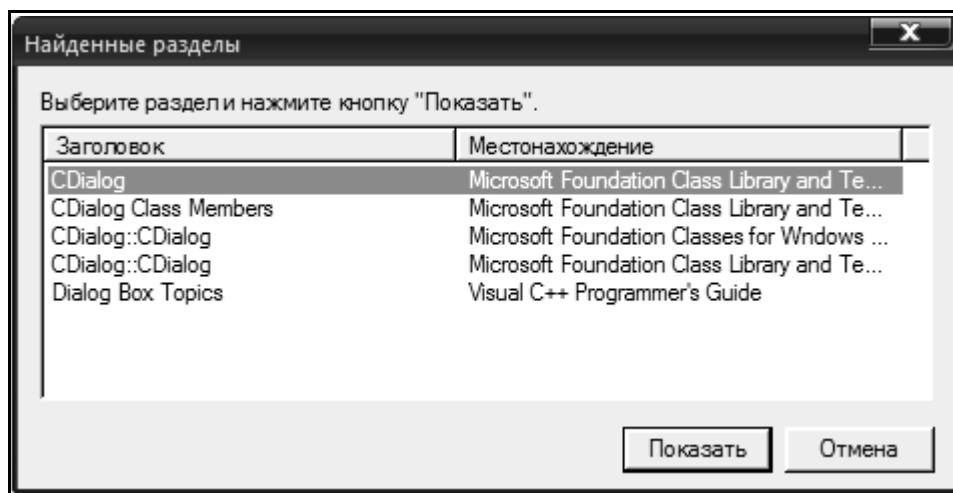 Найденные разделы
Выберите раздел и нажмите кнопку "Показать".
Заголовок Местонахождение
CDialog Microsoft Foundation Class Library and Te...
CDialog Class Members Microsoft Foundation Class Library and Te...
CDialog::CDialog Microsoft Foundation Classes for Wndows ...
CDialog::CDialog Microsoft Foundation Class Library and Te...
Dialog Box Topics Visual C++ Programmer's Guide
Показать Отмена